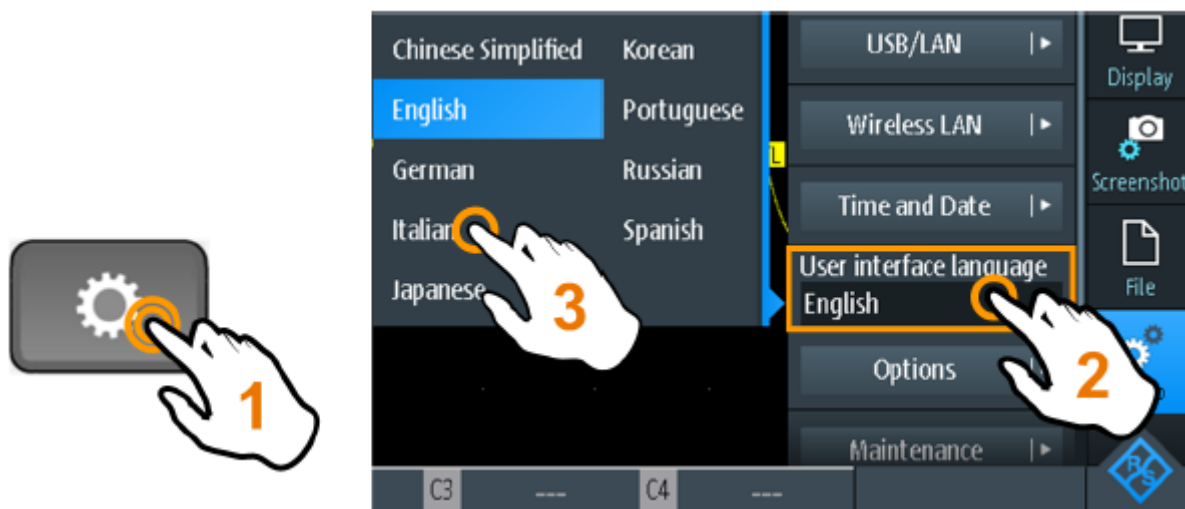 1
Chinese Simplified
English
German
Italian
Japanese
Korean
Portuguese
Russian
Spanish
3
USB/LAN
Wireless LAN
Time and Date
User interface language
English
Options
Maintenance
2
Display
Screenshot
File
C3 --- C4 ---
R&S